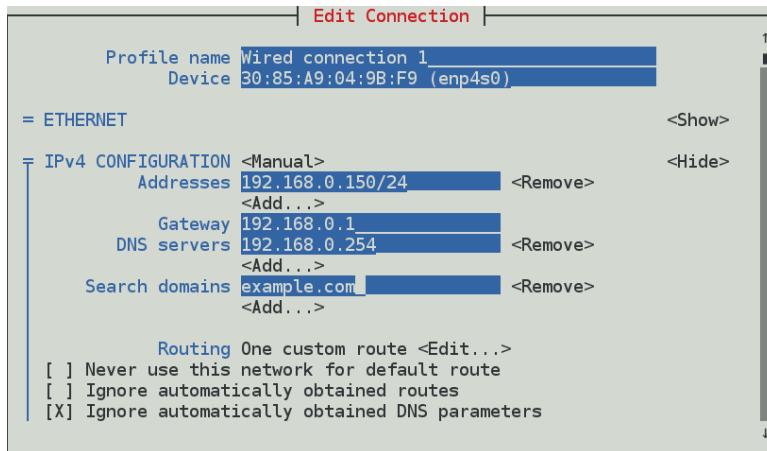 Edit Connection
Profile name Wired connection 1
Device 30:85:A9:04:9B:F9 (enp4s0)
= ETHERNET <Show>
= IPv4 CONFIGURATION <Manual> <Hide>
Addresses 192.168.0.150/24 <Remove>
<Add...>
Gateway 192.168.0.1
DNS servers 192.168.0.254 <Remove>
<Add...>
Search domains example.com <Remove>
<Add...>
Routing One custom route <Edit...>
[ ] Never use this network for default route
[ ] Ignore automatically obtained routes
[X] Ignore automatically obtained DNS parameters